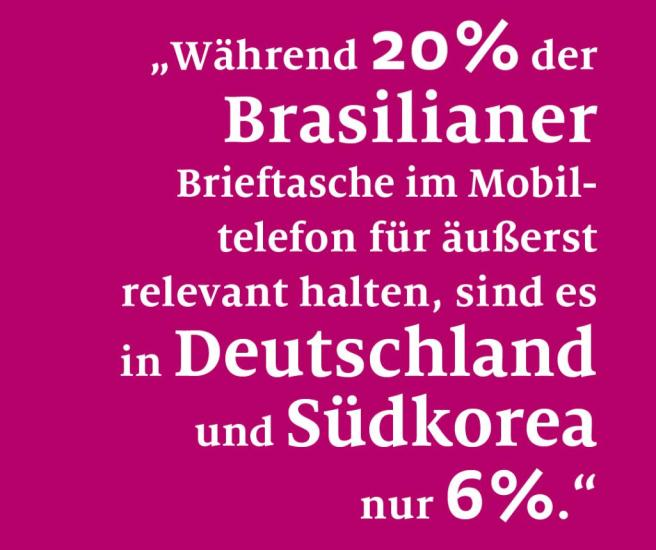 „Während 20% der
Brasilianer
Brieftasche im Mobil-
telefon für äußerst
relevant halten, sind es
in Deutschland
und Südkorea
nur 6%.“